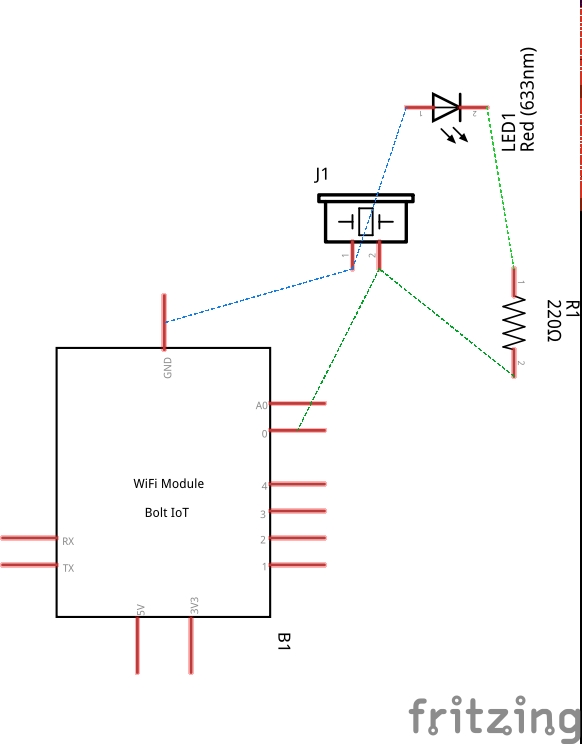 LED1
Red (633nm)
1
2
J1
1
2
1
R1
220Ω
2
GND
A0
0
WiFi Module
4
Bolt IoT
3
RX
2
TX
1
5V
3V3
B1
fritzing